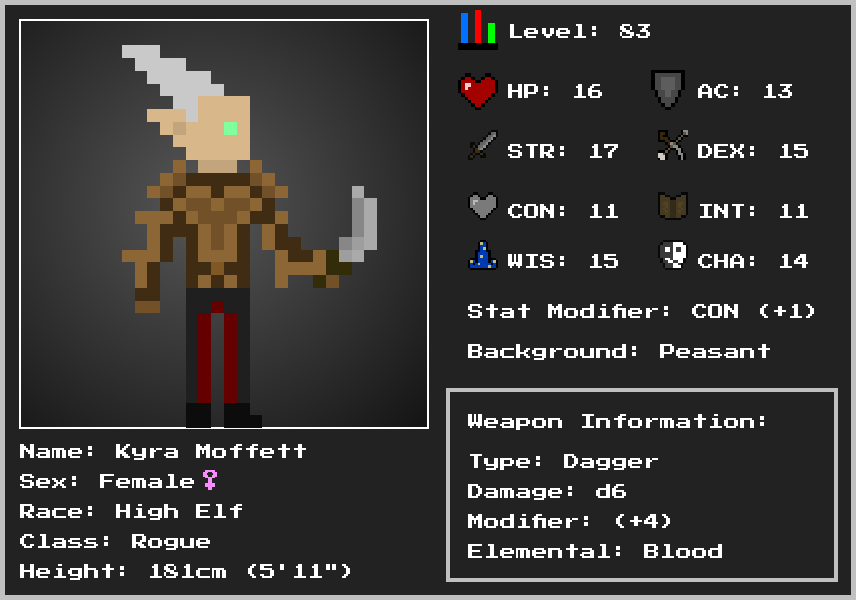 Level: 83
HP: 16
AC: 13
STR: 17
DEX: 15
CON: 11
INT: 11
WIS: 15
CHA: 14
Stat Modifier: CON (+1)
Background: Peasant
Weapon Information:
Type: Dagger
Damage: d6
Modifier: (+4)
Elemental: Blood
Name: Kyra Moffett
Sex: Female♀
Race: High Elf
Class: Rogue
Height: 181cm (5'11")